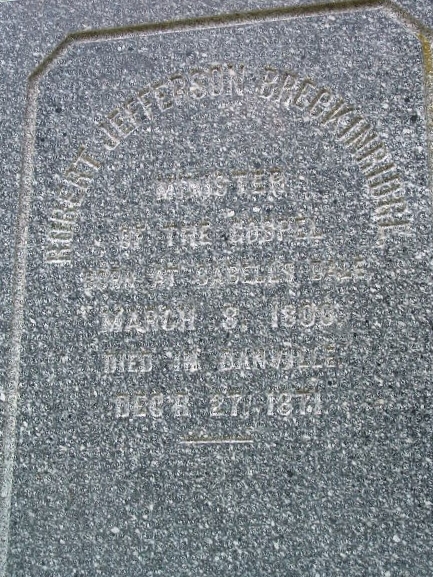 ROBERT JEFFERSON BRECKINRIDGE
MINISTER
OF THE GOSPEL
BORN AT CABELL'S DALE
MARCH 8, 1800,
DIED IN DANVILLE
DEC'R 27, 1871